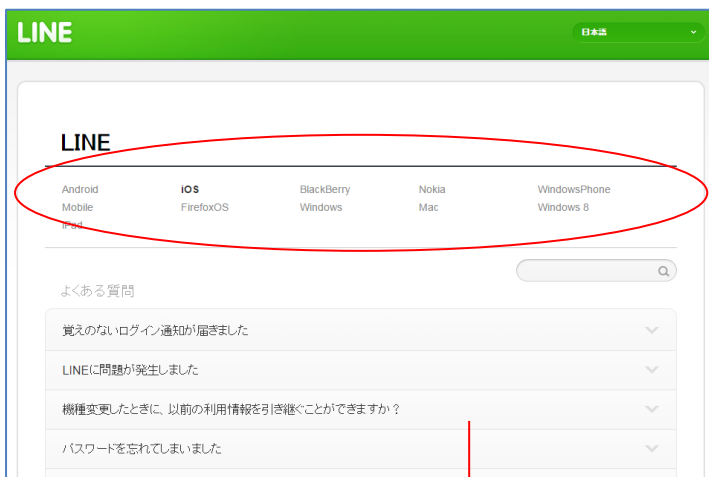 LINE
日本語
LINE
Android iOS BlackBerry Nokia WindowsPhone
Mobile FirefoxOS Windows Mac Windows 8
iPad
よくある質問
覚えのないログイン通知が届きました
LINEに問題が発生しました
機種変更したときに、以前の利用情報を引き継ぐことができますか？
パスワードを忘れてしまいました